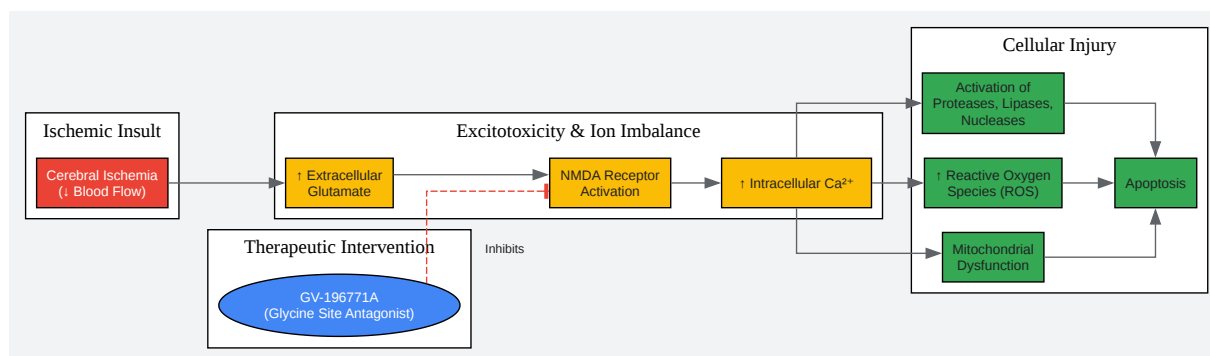 Ischemic Insult
Cerebral Ischemia
(↓ Blood Flow)
Excitotoxicity & Ion Imbalance
↑ Extracellular
Glutamate
NMDA Receptor
Activation
↑ Intracellular Ca²⁺
Therapeutic Intervention
GV-196771A
(Glycine Site Antagonist)
Inhibits
Cellular Injury
Activation of
Proteases, Lipases,
Nucleases
↑ Reactive Oxygen
Species (ROS)
Mitochondrial
Dysfunction
Apoptosis